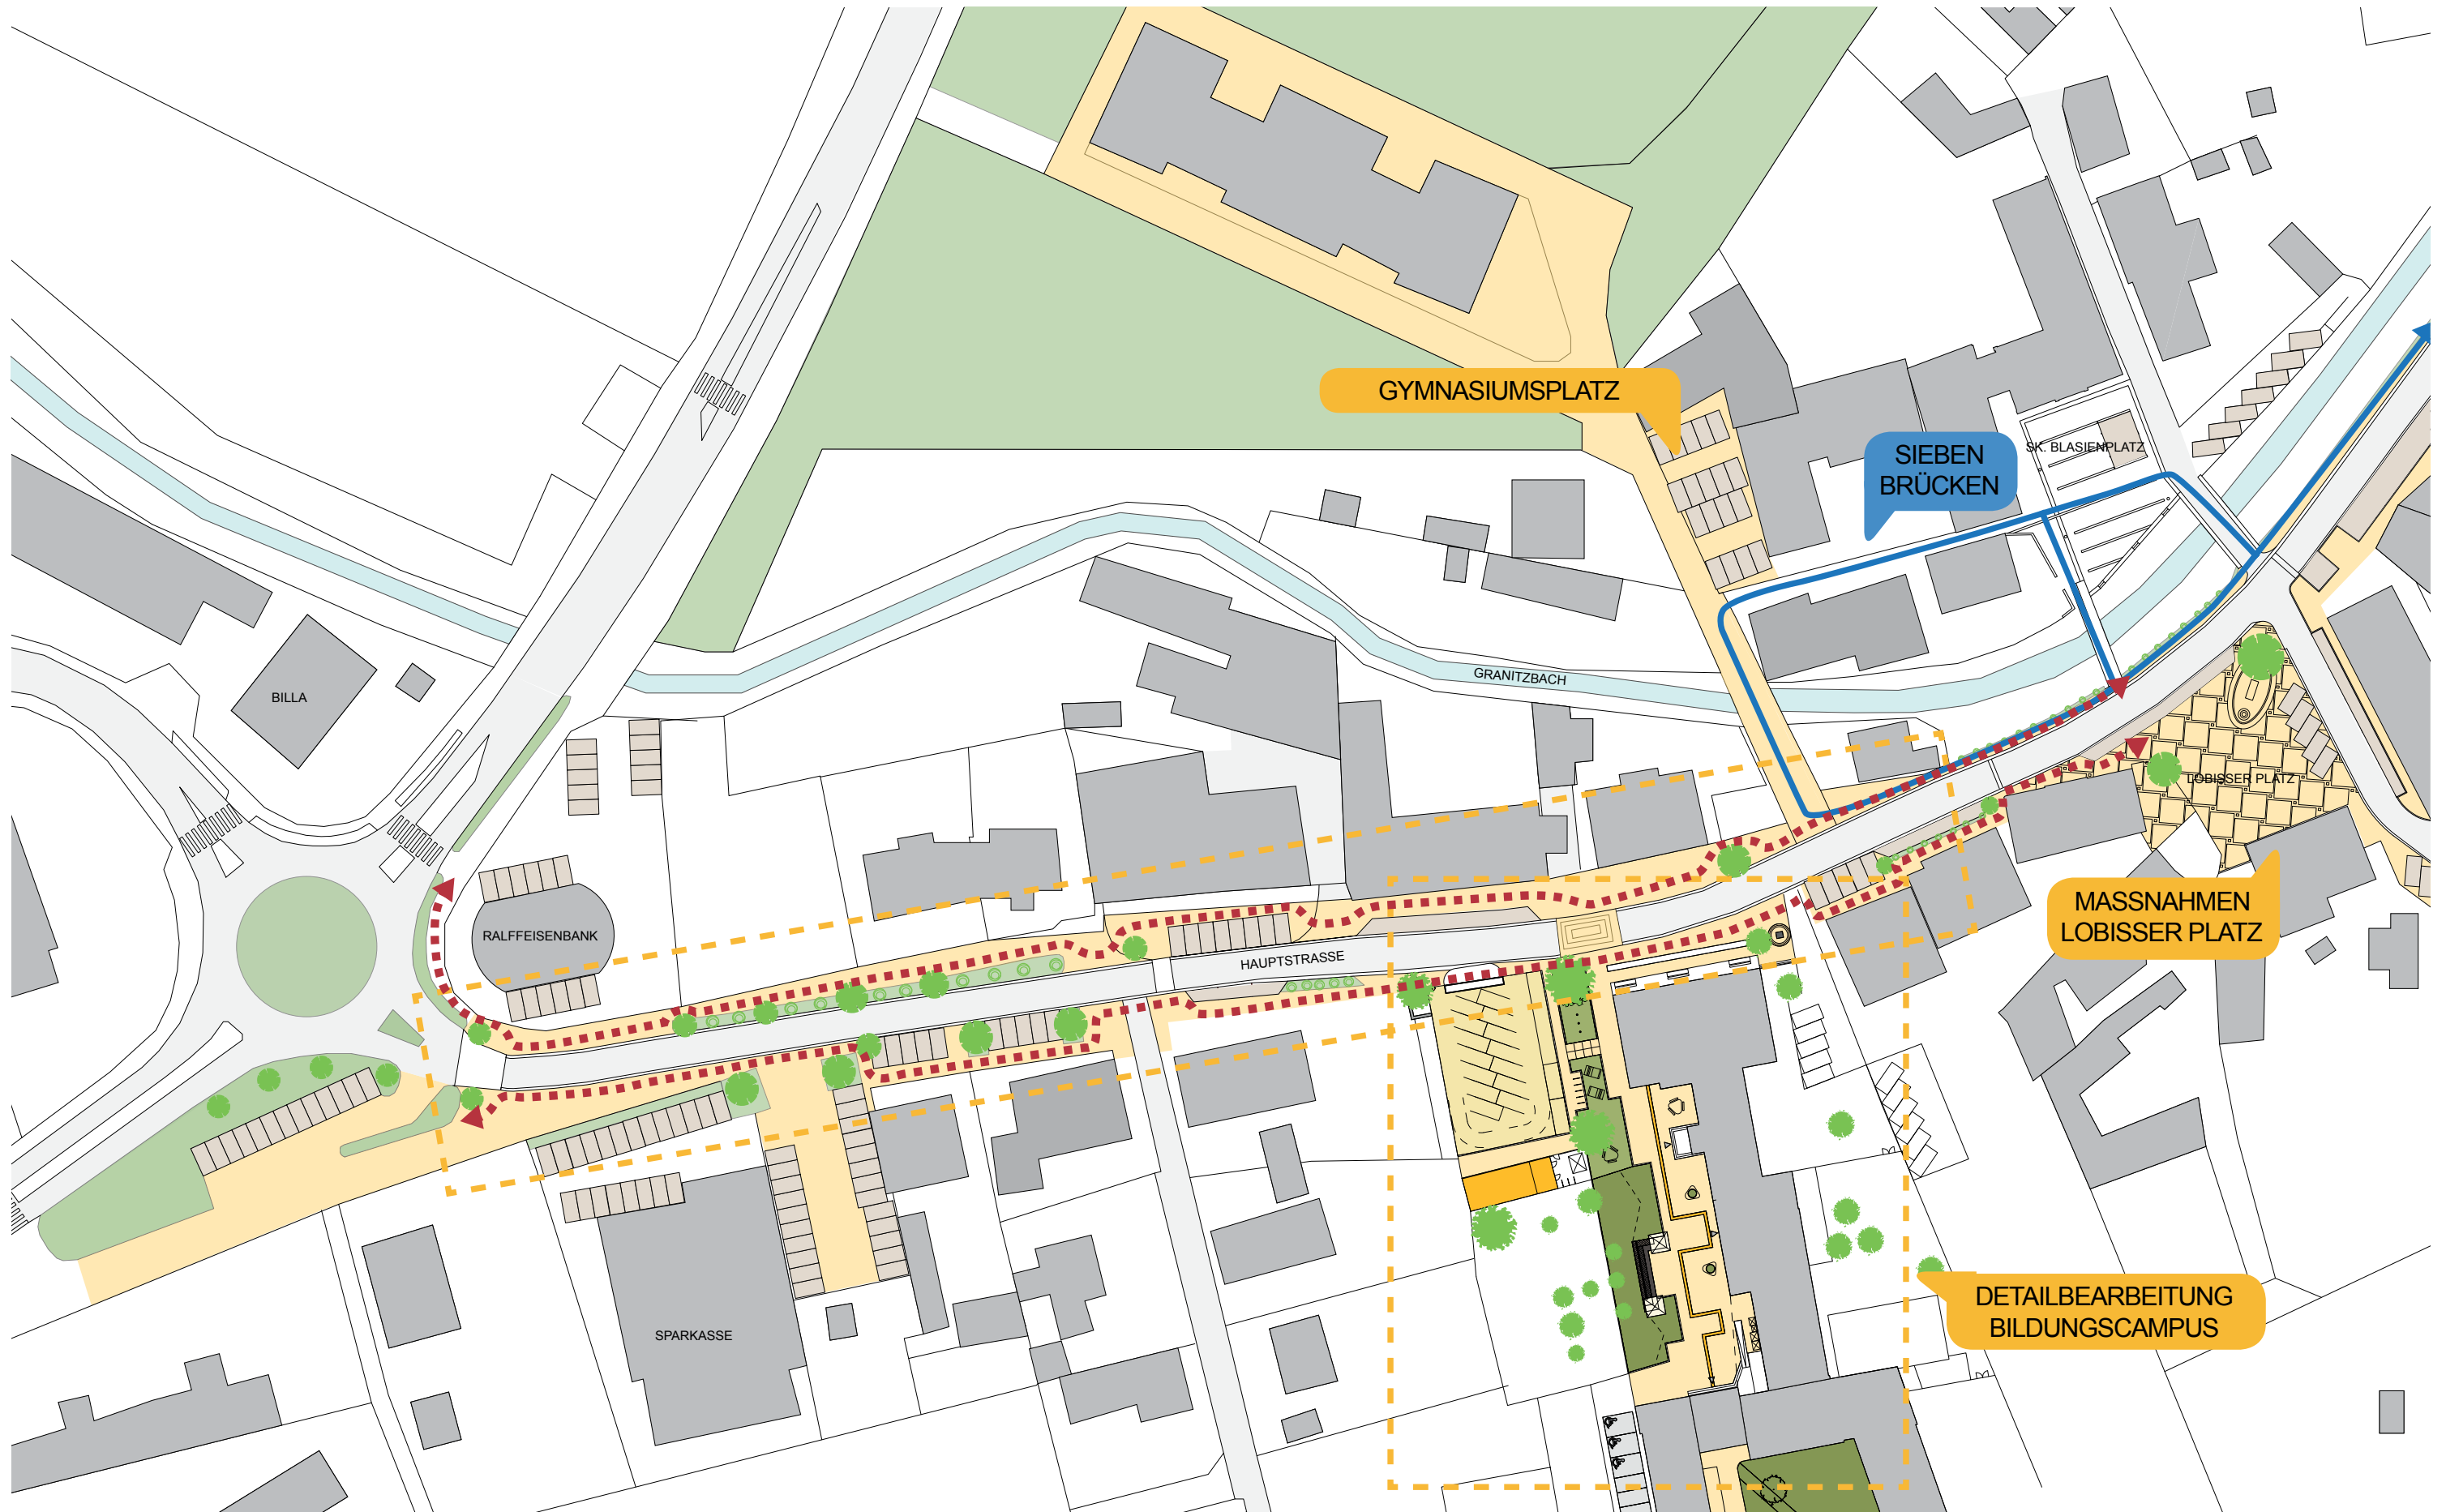 GYMNASIUMSPLATZ
SIEBEN
BRÜCKEN
SK. BLASIENPLATZ
GRANITZBACH
BILLA
LOBISSER PLATZ
MASSNAHMEN
LOBISSER PLATZ
RALFFEISENBANK
HAUPTSTRASSE
DETAILBEARBEITUNG
BILDUNGSCAMPUS
SPARKASSE